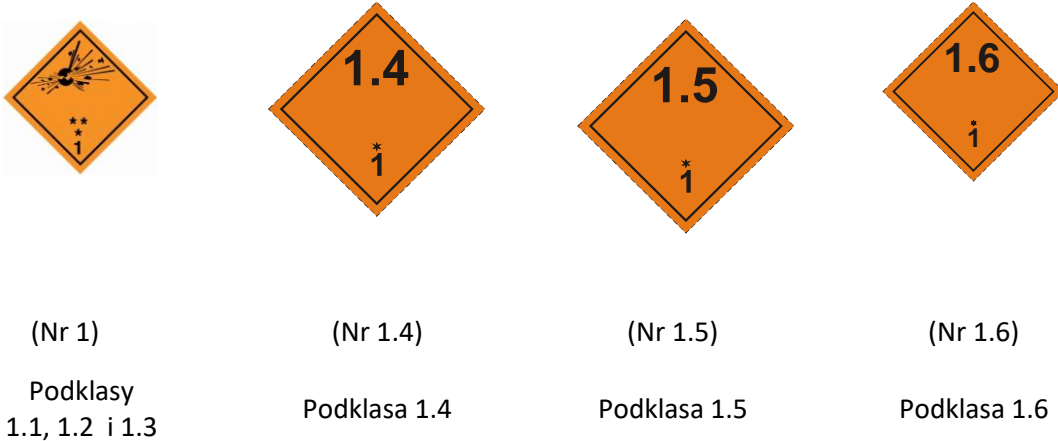 **
*
1
1.4
*
1
1.5
*
1
1.6
*
1
(Nr 1)
(Nr 1.4)
(Nr 1.5)
(Nr 1.6)
Podklasy
1.1, 1.2 i 1.3
Podklasa 1.4
Podklasa 1.5
Podklasa 1.6